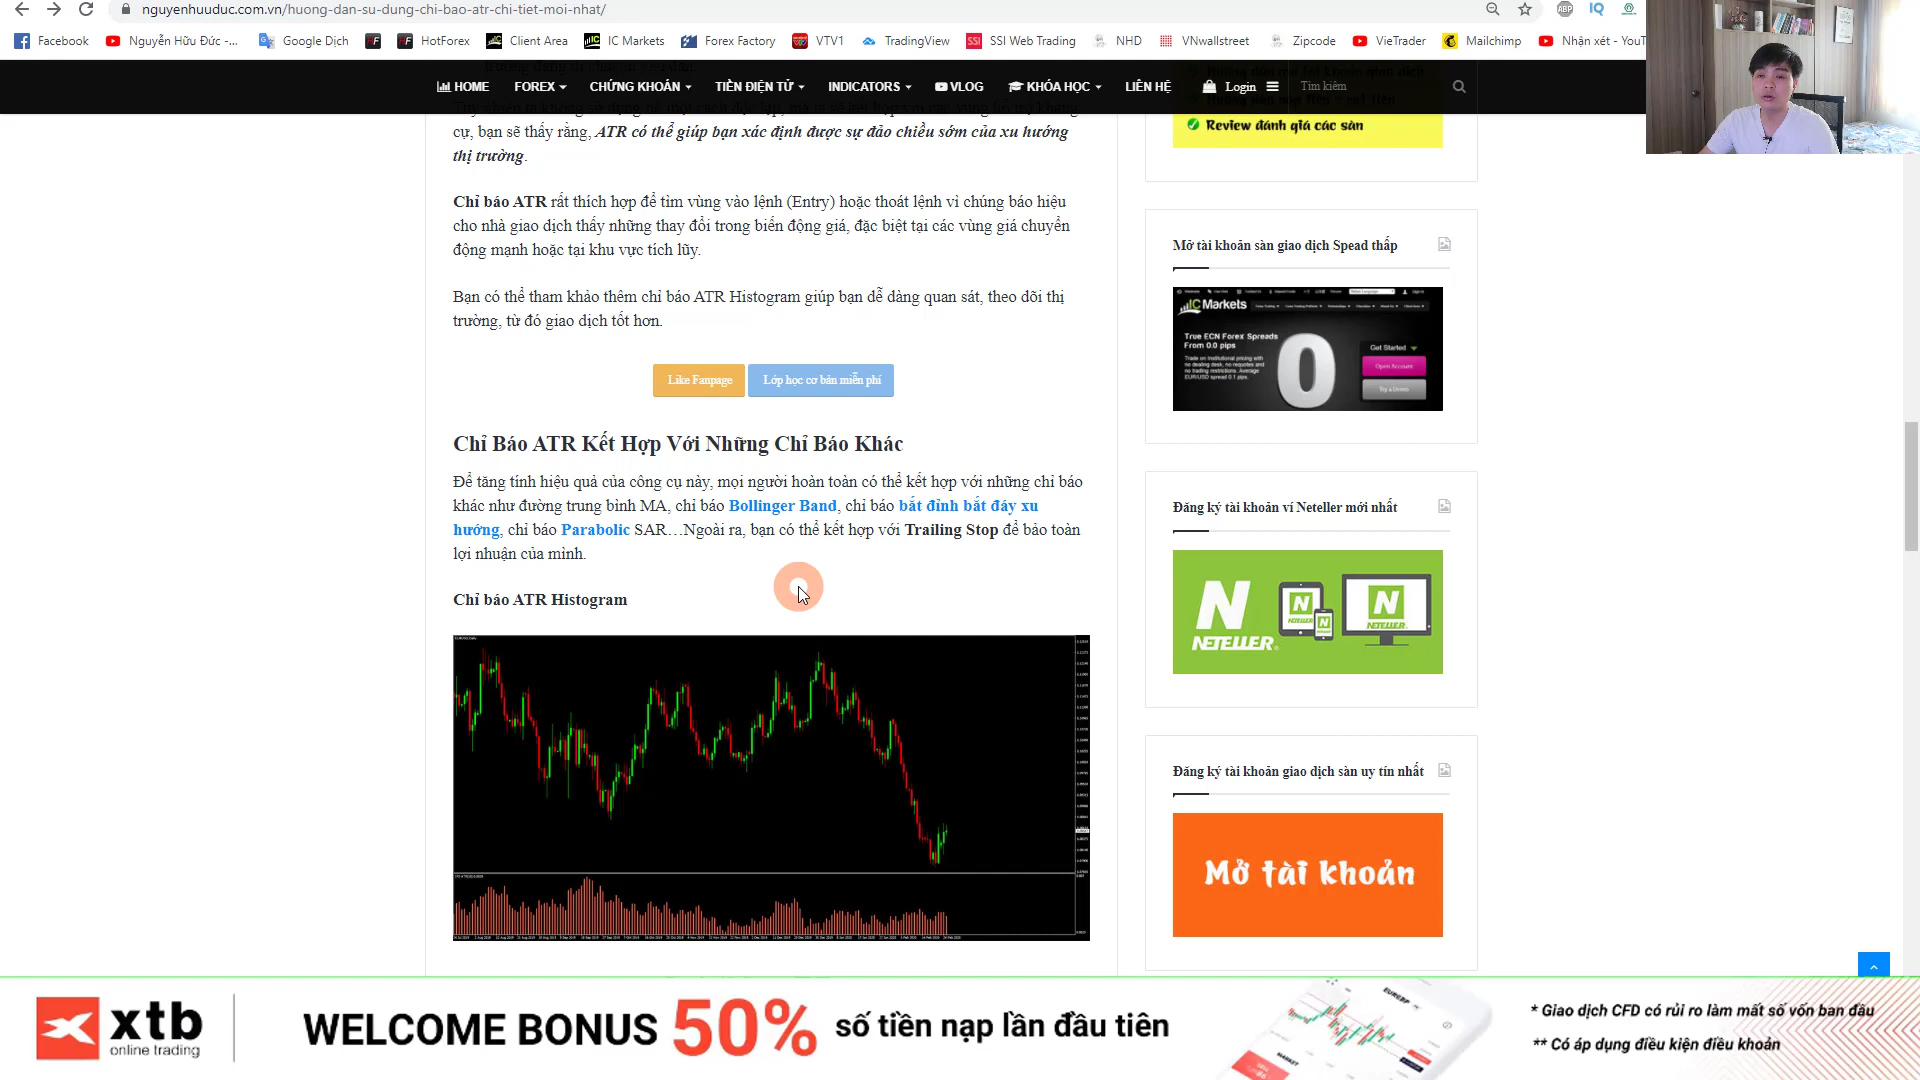 nguyenhuuduc.com.vn/huong-dan-su-dung-chi-bao-atr-chi-tiet-moi-nhat/
ABP
IQ
Facebook
Nguyễn Hữu Đức -...
Google Dịch
HotForex
Client Area
IC Markets
Forex Factory
VTV1
TradingView
SSI
SSI Web Trading
NHD
VNwallstreet
Zipcode
VieTrader
Mailchimp
Nhận xét - YouT
HOME
FOREX
CHỨNG KHOÁN
TIỀN ĐIỆN TỬ
INDICATORS
VLOG
KHÓA HỌC
LIÊN HỆ
Login
Tìm kiếm
cự, bạn sẽ thấy rằng, ATR có thể giúp bạn xác định được sự đảo chiều sớm của xu hướng
thị trường.
Chỉ báo ATR rất thích hợp để tìm vùng vào lệnh (Entry) hoặc thoát lệnh vì chúng báo hiệu
cho nhà giao dịch thấy những thay đổi trong biến động giá, đặc biệt tại các vùng giá chuyển
động mạnh hoặc tại khu vực tích lũy.
Bạn có thể tham khảo thêm chỉ báo ATR Histogram giúp bạn dễ dàng quan sát, theo dõi thị
trường, từ đó giao dịch tốt hơn.
Like Fanpage
Lớp học cơ bản miễn phí
Chỉ Báo ATR Kết Hợp Với Những Chỉ Báo Khác
Để tăng tính hiệu quả của công cụ này, mọi người hoàn toàn có thể kết hợp với những chỉ báo
khác như đường trung bình MA, chỉ báo Bollinger Band, chỉ báo bắt đỉnh bắt đáy xu
hướng, chỉ báo Parabolic SAR…Ngoài ra, bạn có thể kết hợp với Trailing Stop để bảo toàn
lợi nhuận của mình.
Chỉ báo ATR Histogram
Review đánh giá các sàn
Mở tài khoản sàn giao dịch Spead thấp
IC Markets
True ECN Forex Spreads
From 0.0 pips
0
Get Started
Open Account
Try a Demo
Đăng ký tài khoản ví Neteller mới nhất
N
NETELLER
N
NETELLER
N
N
NETELLER
Đăng ký tài khoản giao dịch sàn uy tín nhất
Mở tài khoản
xtb
online trading
WELCOME BONUS 50% số tiền nạp lần đầu tiên
EURGBP
MARKET
* Giao dịch CFD có rủi ro làm mất số vốn ban đầu
** Có áp dụng điều kiện điều khoản